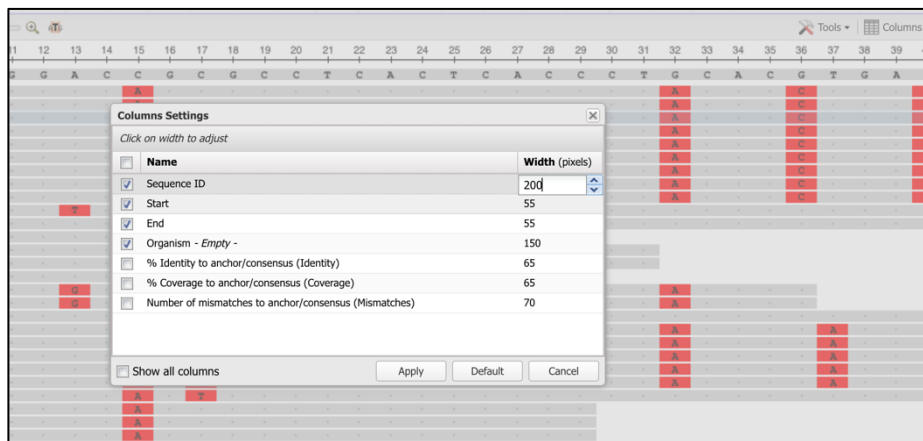 Tools
Columns
11 12 13 14 15 16 17 18 19 20 21 22 23 24 25 26 27 28 29 30 31 32 33 34 35 36 37 38 39
G G A C C G C G C C T C A C T C A C C C C T G C A C G T G A
A A C
Columns Settings
Click on width to adjust
A C
Name Width (pixels)
A C
Sequence ID 200
A C
T Start 55
End 55
Organism - Empty - 150
% Identity to anchor/consensus (Identity) 65
% Coverage to anchor/consensus (Coverage) 65
G A
G Number of mismatches to anchor/consensus (Mismatches) 70 A
A A
A A
A A
Show all columns Apply Default Cancel
A A
A A
A T
A
A
A